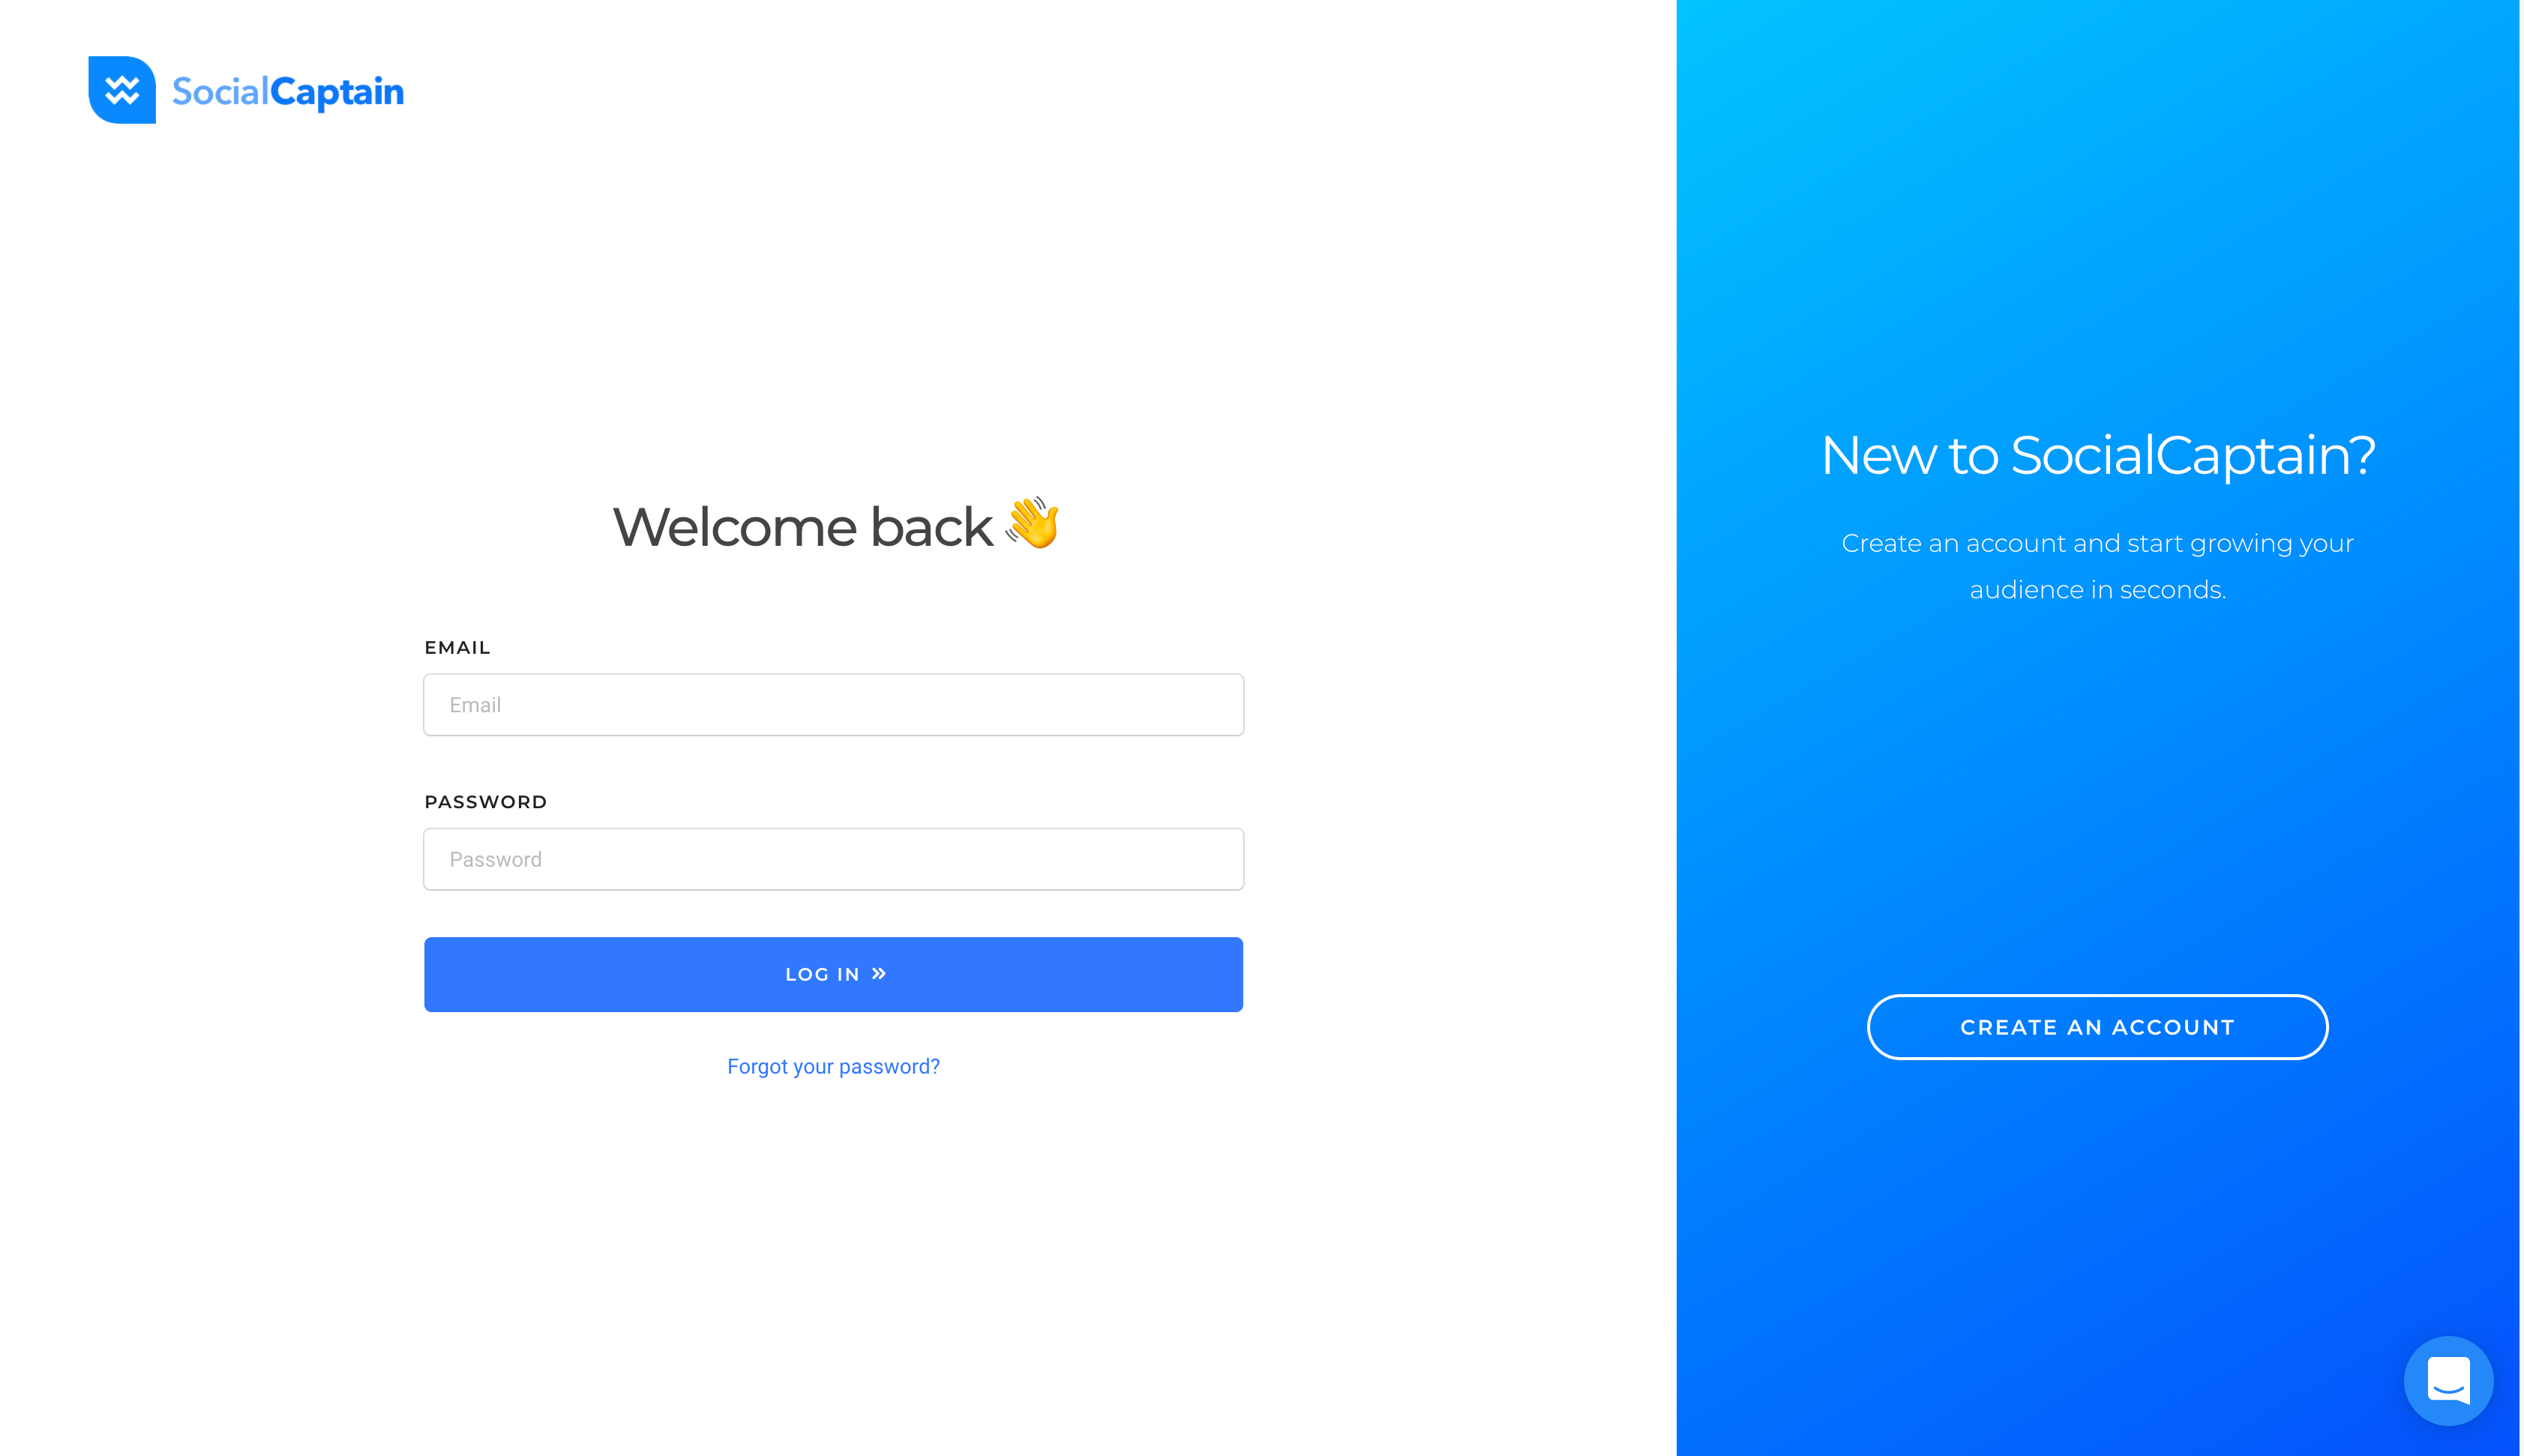 SocialCaptain
Welcome back 👋
EMAIL
Email
PASSWORD
Password
LOG IN »
Forgot your password?
New to SocialCaptain?
Create an account and start growing your
audience in seconds.
CREATE AN ACCOUNT